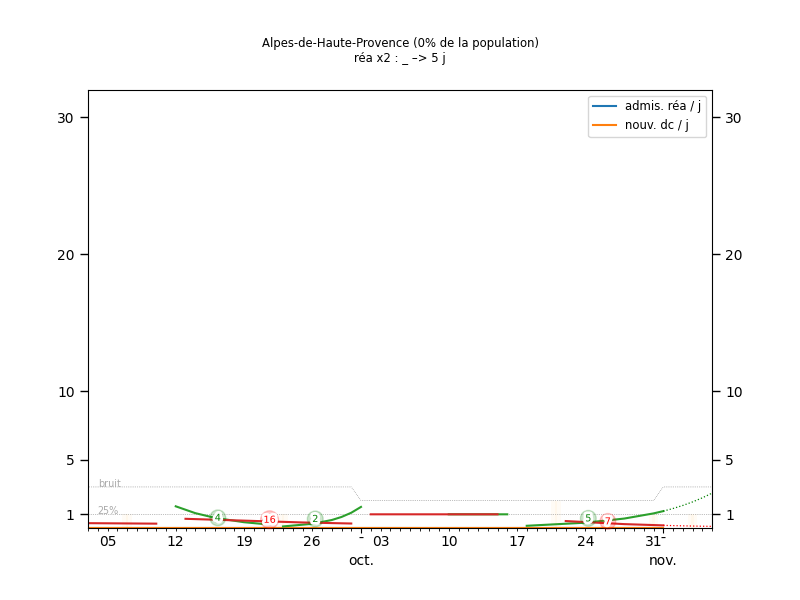 Alpes-de-Haute-Provence (0% de la population)
réa x2 : _ –> 5 j
admis. réa / j
nouv. dc / j
30 30
20 20
10 10
5 5
bruit
25%
1 1
4 16 2 5 7
05 12 19 26 - 03 10 17 24 31-
oct. nov.